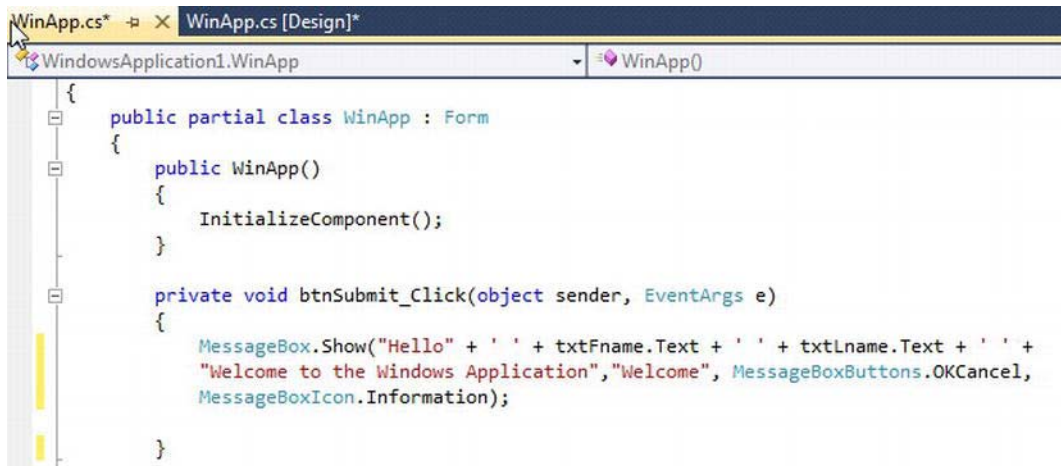 WinApp.cs* WinApp.cs [Design]*
WindowsApplication1.WinApp WinApp()
{
public partial class WinApp : Form
{
public WinApp()
{
InitializeComponent();
}
private void btnSubmit_Click(object sender, EventArgs e)
{
MessageBox.Show("Hello" + ' ' + txtFname.Text + ' ' + txtLname.Text + ' ' +
"Welcome to the Windows Application","Welcome", MessageBoxButtons.OKCancel,
MessageBoxIcon.Information);
}